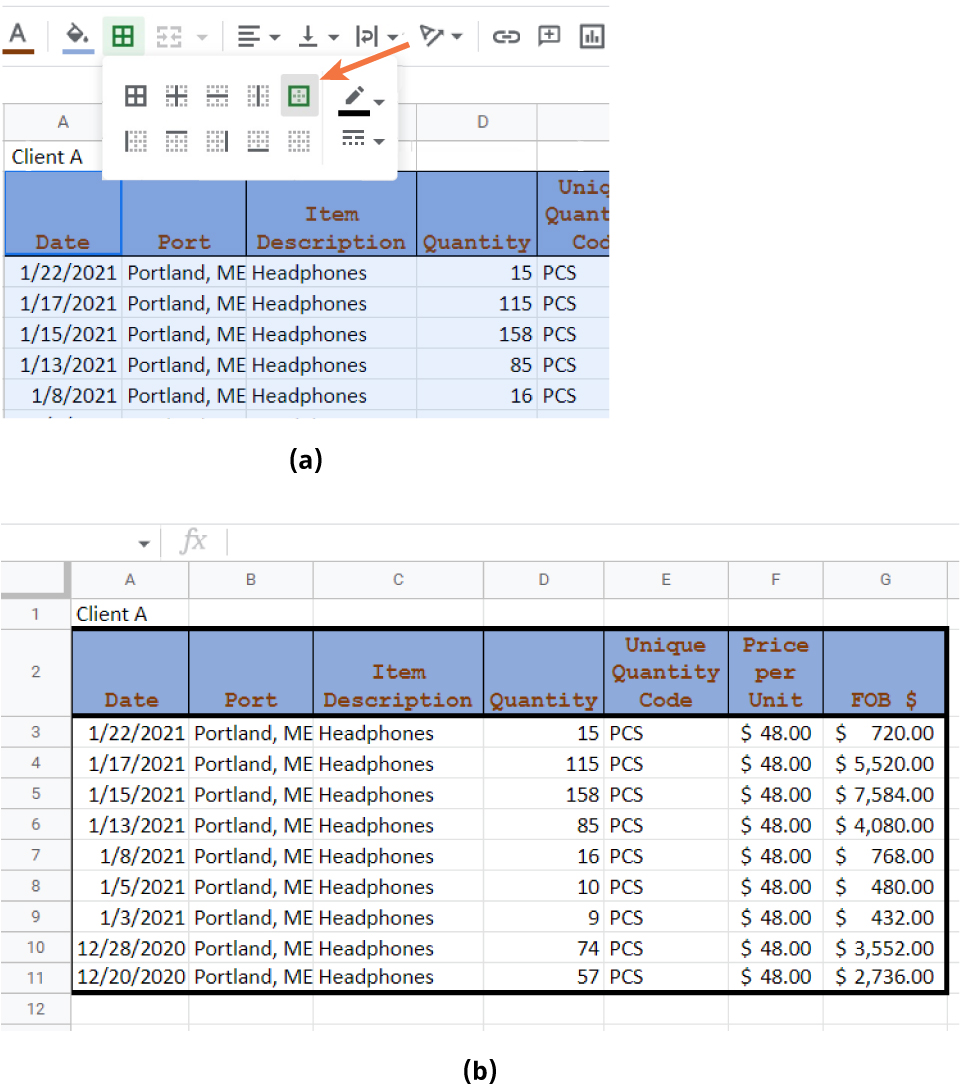 A
A D
Client A
Date Port Item Description Quantity Uniq Quant Cod
1/22/2021 Portland, ME Headphones 15 PCS
1/17/2021 Portland, ME Headphones 115 PCS
1/15/2021 Portland, ME Headphones 158 PCS
1/13/2021 Portland, ME Headphones 85 PCS
1/8/2021 Portland, ME Headphones 16 PCS
(a)
fx
A B C D E F G
1 Client A
2 Date Port Item Description Quantity Unique Quantity Code Price per Unit FOB $
3 1/22/2021 Portland, ME Headphones 15 PCS $ 48.00 $ 720.00
4 1/17/2021 Portland, ME Headphones 115 PCS $ 48.00 $ 5,520.00
5 1/15/2021 Portland, ME Headphones 158 PCS $ 48.00 $ 7,584.00
6 1/13/2021 Portland, ME Headphones 85 PCS $ 48.00 $ 4,080.00
7 1/8/2021 Portland, ME Headphones 16 PCS $ 48.00 $ 768.00
8 1/5/2021 Portland, ME Headphones 10 PCS $ 48.00 $ 480.00
9 1/3/2021 Portland, ME Headphones 9 PCS $ 48.00 $ 432.00
10 12/28/2020 Portland, ME Headphones 74 PCS $ 48.00 $ 3,552.00
11 12/20/2020 Portland, ME Headphones 57 PCS $ 48.00 $ 2,736.00
12
(b)